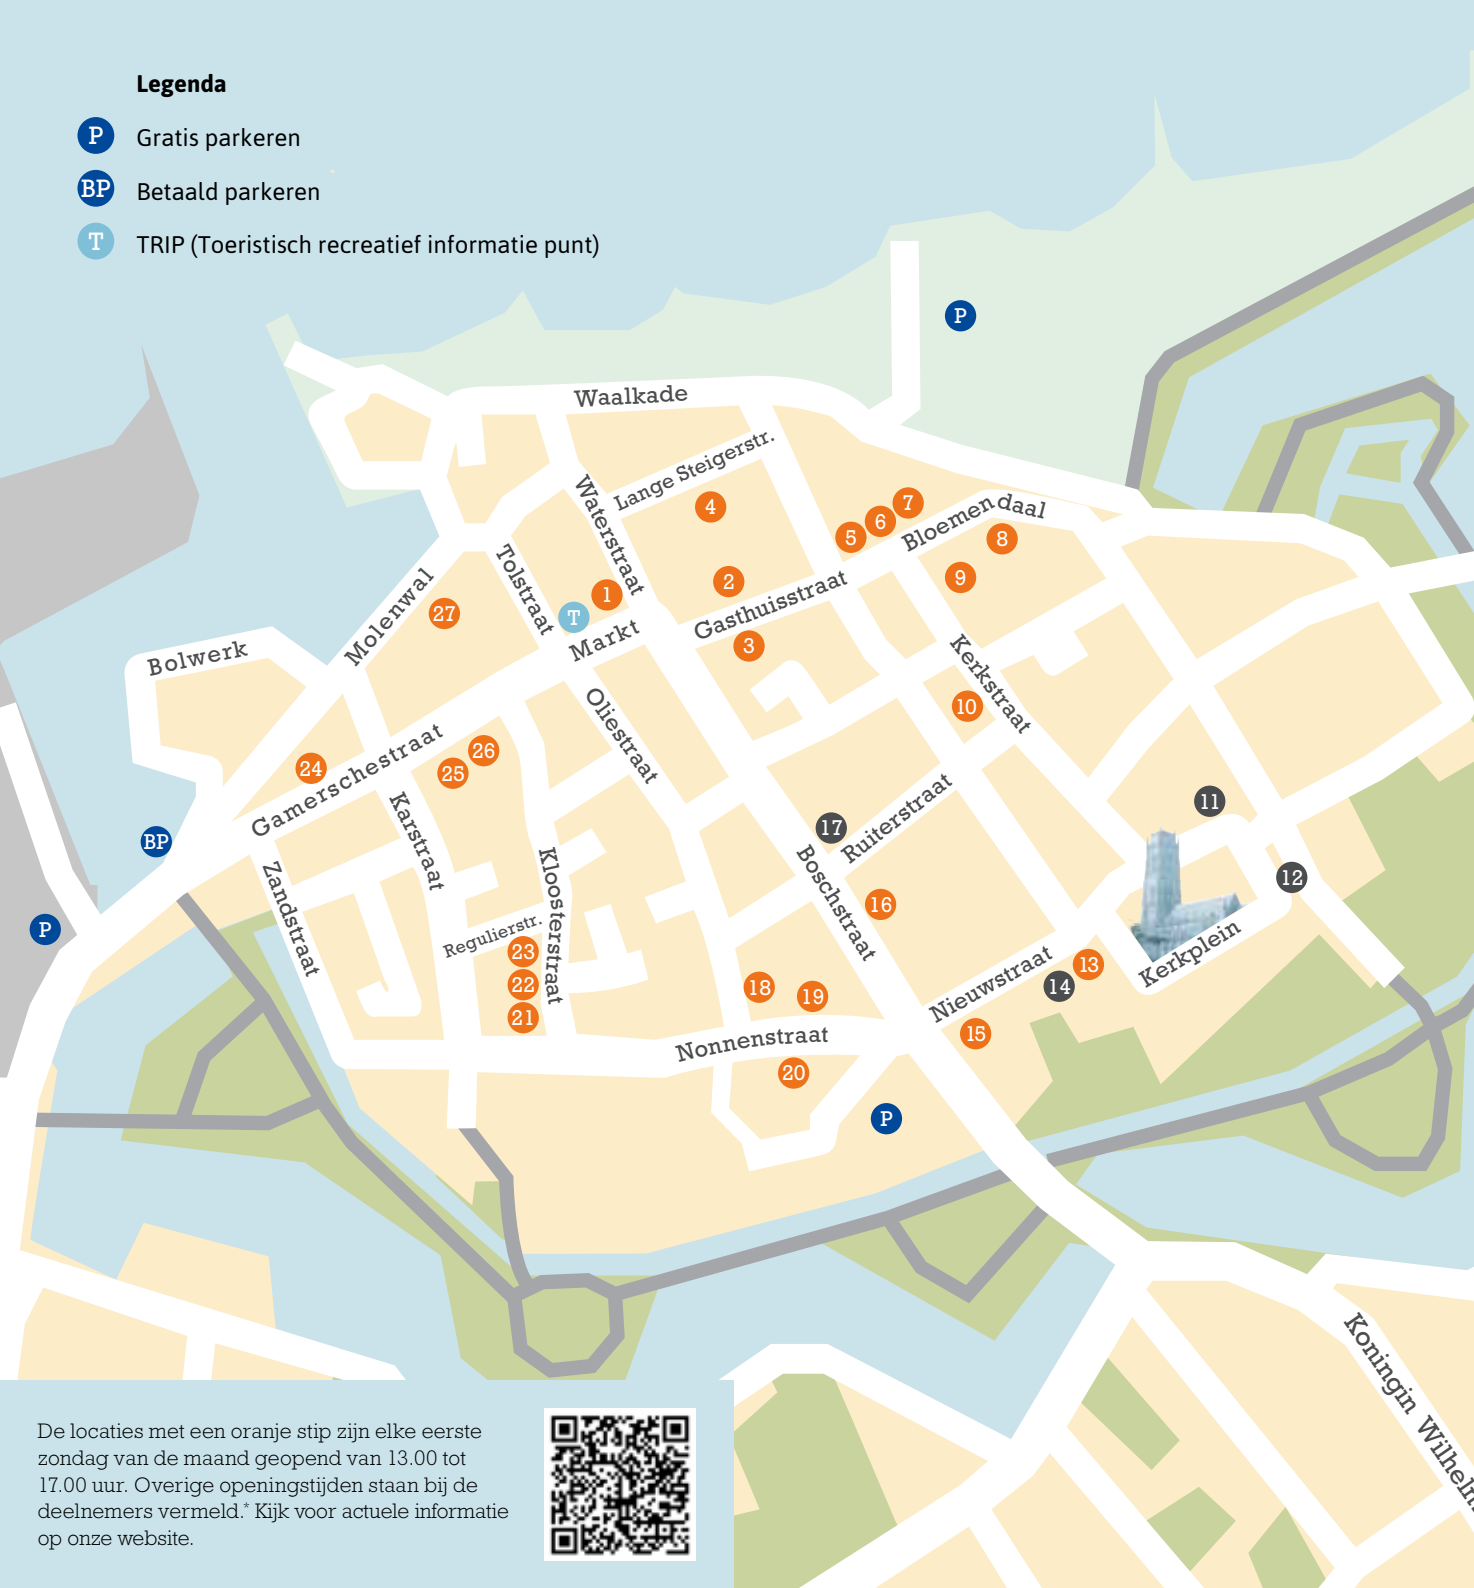 Legenda
P Gratis parkeren
BP Betaald parkeren
T TRIP (Toeristisch recreatief informatie punt)
P
Waalkade
Lange Steigerstr.
Waterstraat
4
7
6
5
Bloemendaal
8
9
Tolstraat
1
2
T
Gasthuisstraat
Markt
3
Molenwal
27
Bolwerk
Kerkstraat
10
Oliestraat
24
Gamerschestraat
26
25
BP
Karstraat
17
Ruiterstraat
11
12
Zandstraat
Kloosterstraat
Boschstraat
16
P
Regulierstr.
23
22
21
18
19
Nieuwstraat
13
14
15
Kerkplein
Nonnenstraat
20
P
Koningin Wilhelm
De locaties met een oranje stip zijn elke eerste
zondag van de maand geopend van 13.00 tot
17.00 uur. Overige openingstijden staan bij de
deelnemers vermeld.* Kijk voor actuele informatie
op onze website.